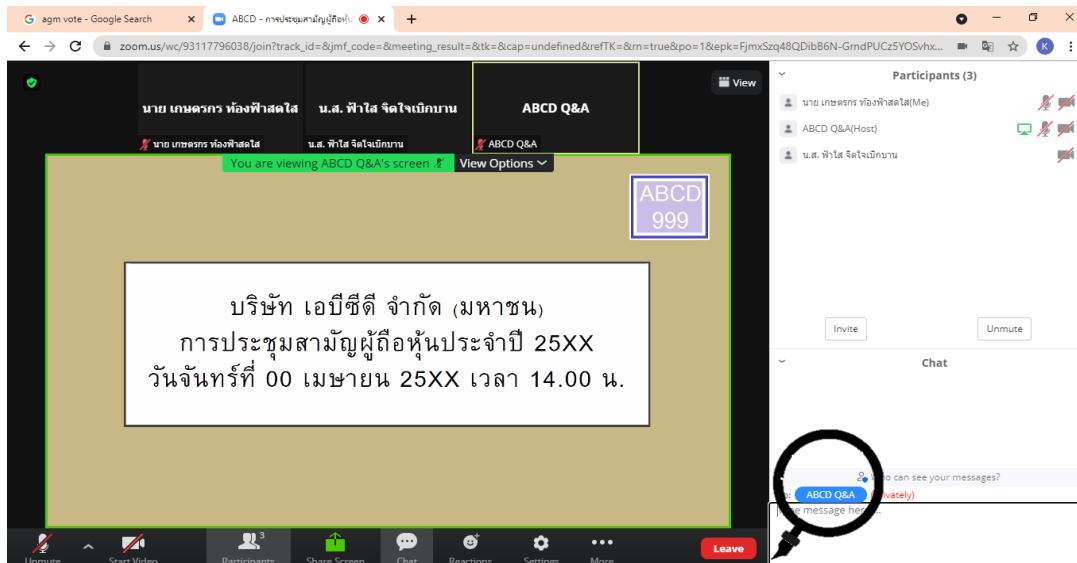 agm vote - Google Search
ABCD - การประชุมสามัญผู้ถือหุ้น
zoom.us/wc/93117796038/join?track_id=&jmf_code=&meeting_result=&tk=&cap=undefined&refTK=&rn=true&po=1&epk=FjmxSzq48QDibB6N-GrndPUCz5YOSvhx...
K
นาย เกษตรกร ท้องฟ้าสดใส
น.ส. ฟ้าใส จิตใจเบิกบาน
ABCD Q&A
View
นาย เกษตรกร ท้องฟ้าสดใส
น.ส. ฟ้าใส จิตใจเบิกบาน
ABCD Q&A
You are viewing ABCD Q&A's screen
View Options
ABCD
999
บริษัท เอบีซีดี จำกัด (มหาชน)
การประชุมสามัญผู้ถือหุ้นประจำปี 25XX
วันจันทร์ที่ 00 เมษายน 25XX เวลา 14.00 น.
Unmute
Start Video
Participants
3
Share Screen
Chat
Reactions
Settings
More
Leave
Participants (3)
นาย เกษตรกร ท้องฟ้าสดใส(Me)
ABCD Q&A(Host)
น.ส. ฟ้าใส จิตใจเบิกบาน
Invite
Unmute
Chat
can see your messages?
ABCD Q&A
message